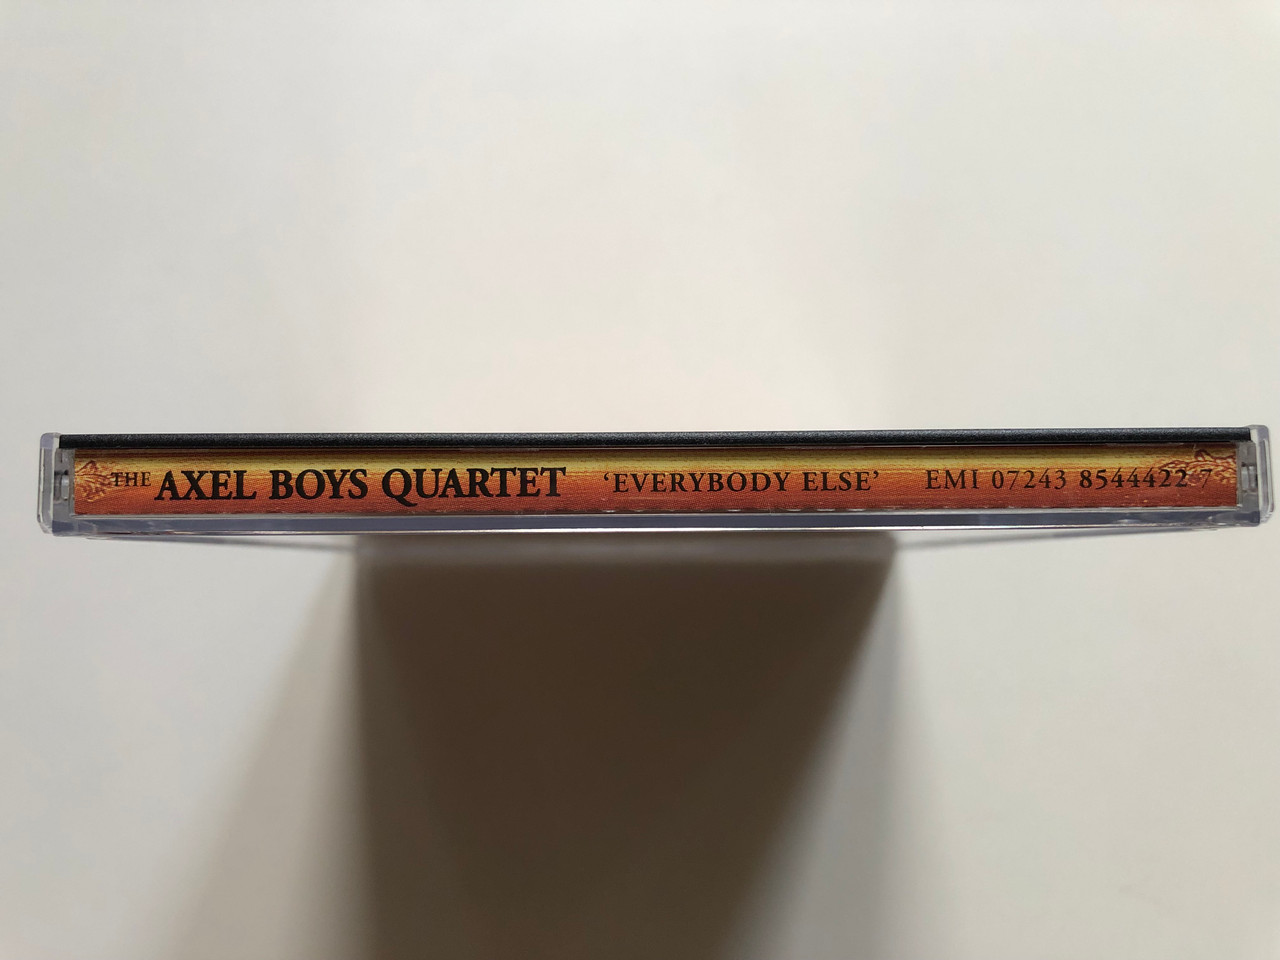 THE AXEL BOYS QUARTET 'EVERYBODY ELSE' EMI 07243 8544422 7